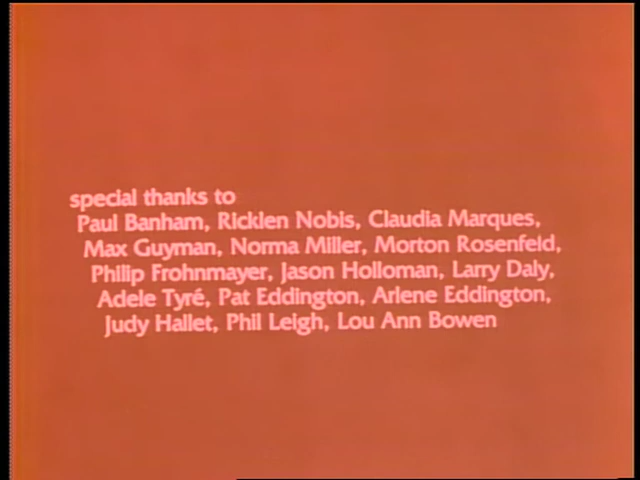 special thanks to
Paul Banham, Ricklen Nobis, Claudia Marques,
Max Guyman, Norma Miller, Morton Rosenfeld,
Philip Frohnmayer, Jason Holloman, Larry Daly,
Adele Tyré, Pat Eddington, Arlene Eddington,
Judy Hallet, Phil Leigh, Lou Ann Bowen